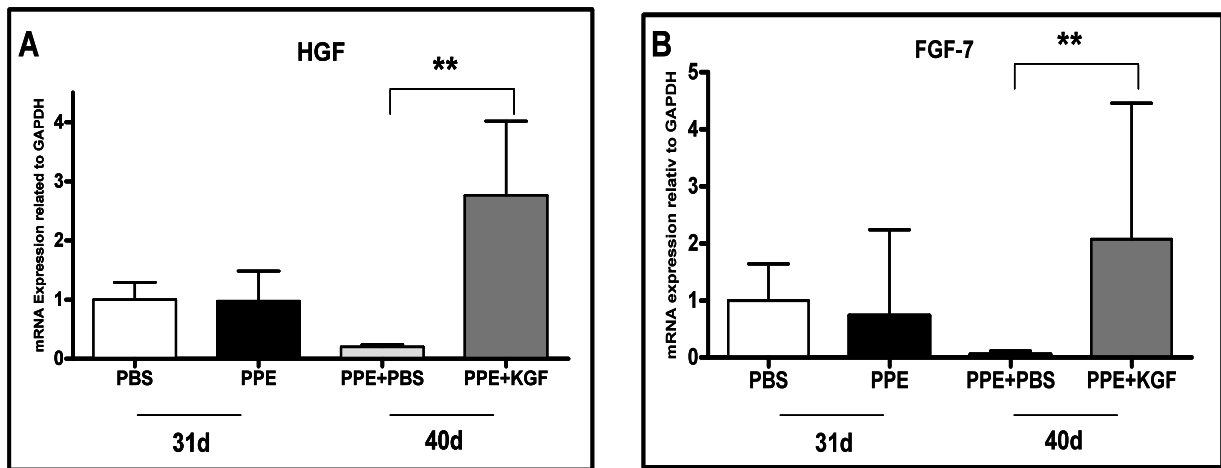 A
HGF
**
mRNA Expression related to GAPDH
4
3
2
1
0
PBS PPE PPE+PBS PPE+KGF
31d 40d
B
FGF-7
**
mRNA expression relativ to GAPDH
5
4
3
2
1
0
PBS PPE PPE+PBS PPE+KGF
31d 40d